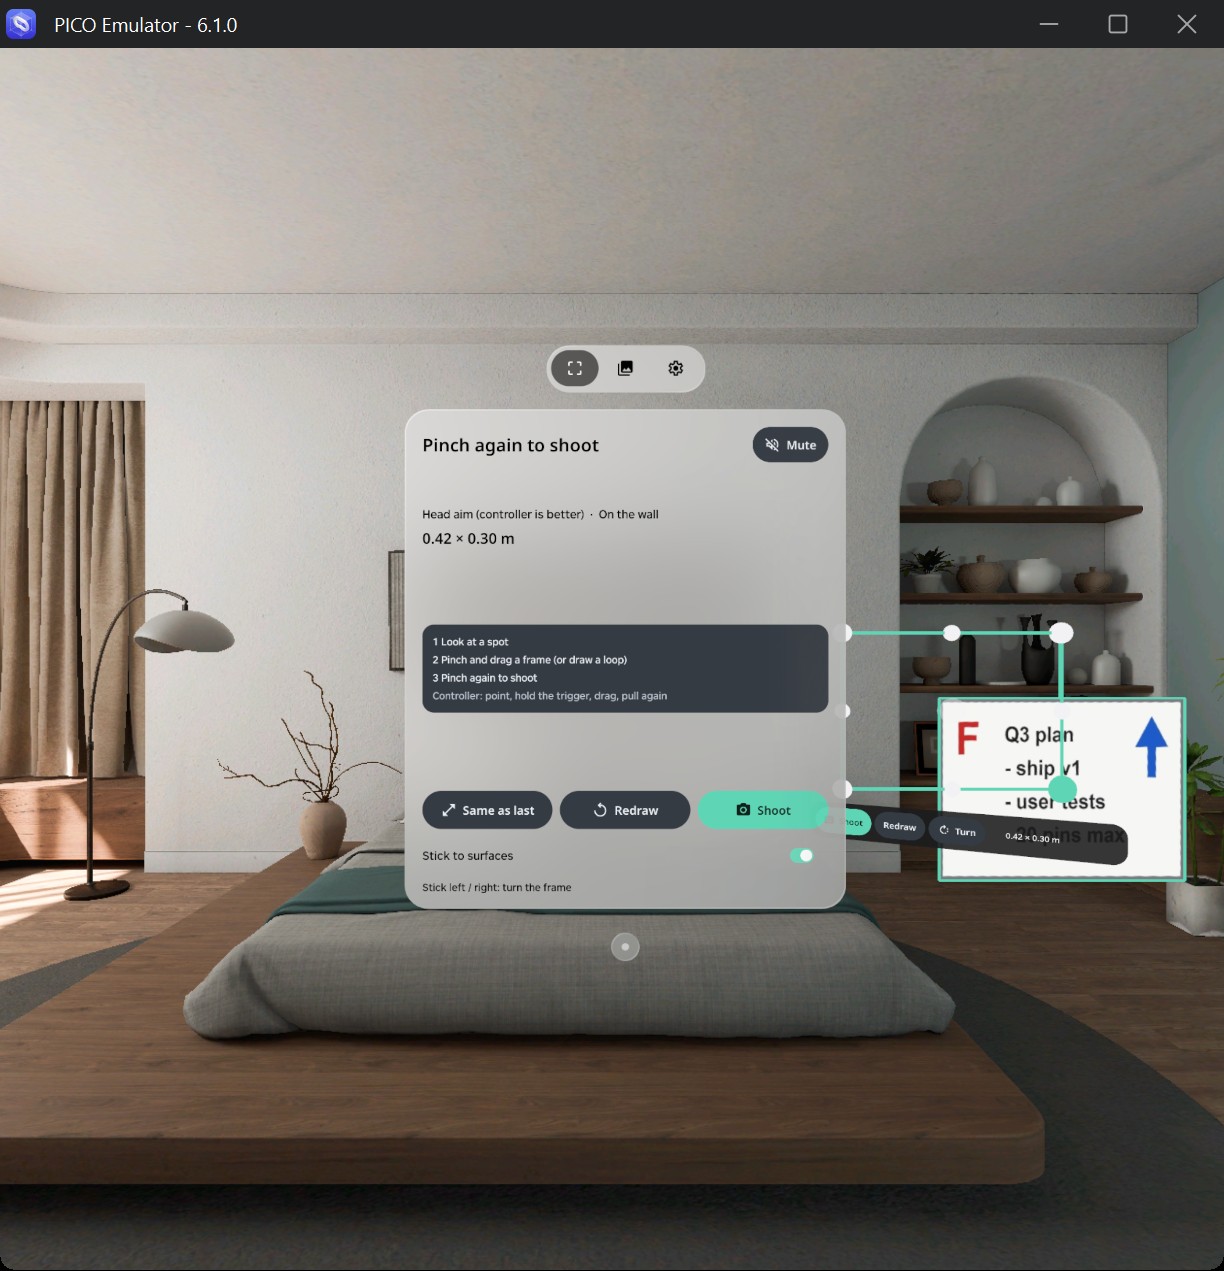 PICO Emulator - 6.1.0
Pinch again to shoot
Mute
Head aim (controller is better) · On the wall
0.42 × 0.30 m
1 Look at a spot
2 Pinch and drag a frame (or draw a loop)
3 Pinch again to shoot
Controller: point, hold the trigger, drag, pull again
Same as last
Redraw
Shoot
Stick to surfaces
Stick left / right: turn the frame
F
Q3 plan
- ship v1
- user tests
pins max
Redraw
Turn
0.42 × 0.30 m